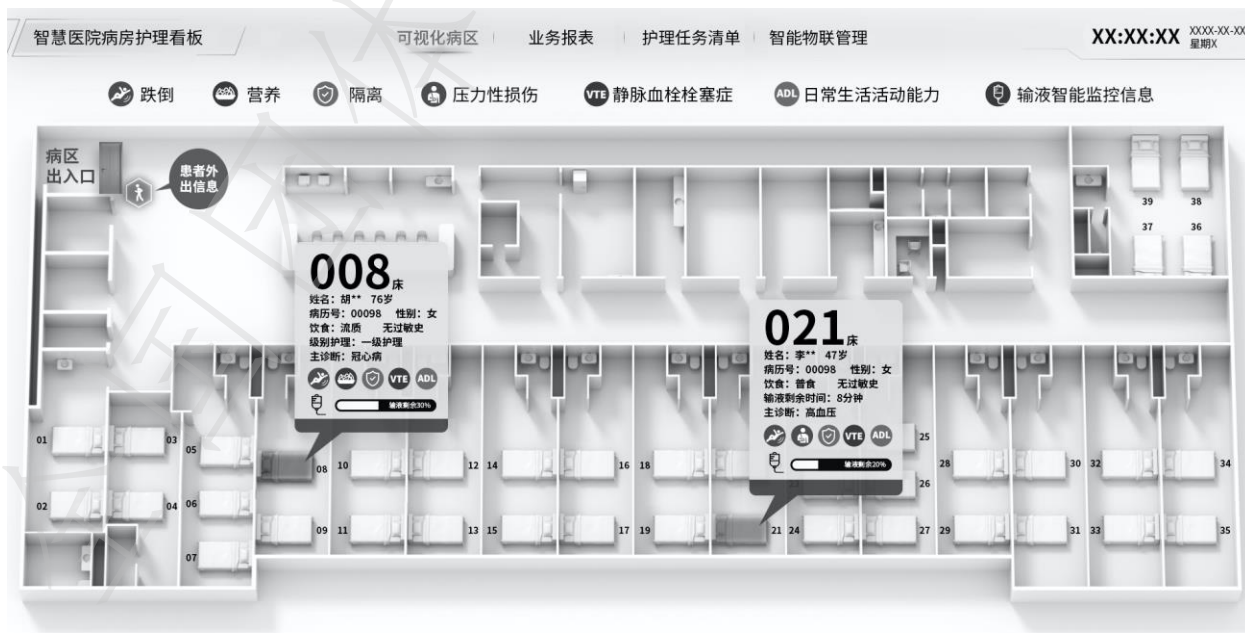 智慧医院病房护理看板
可视化病区
业务报表
护理任务清单
智能物联管理
XX:XX:XX
XXXX-XX-XX
星期X
跌倒
营养
隔离
压力性损伤
VTE 静脉血栓栓塞症
ADL 日常生活活动能力
输液智能监控信息
病区
出入口
患者外
出信息
39 38
37 36
008床
姓名：胡** 76岁
病历号：00098 性别：女
饮食：流质 无过敏史
级别护理：一级护理
主诊断：冠心病
VTE ADL
输液剩余30%
021床
姓名：李** 47岁
病历号：00098 性别：女
饮食：普食 无过敏史
输液剩余时间：8分钟
主诊断：高血压
VTE ADL
输液剩余20%
01 03 05 08 10 12 14 16 18 25 28 30 32 34
26
02 04 06 09 11 13 15 17 19 21 24 27 29 31 33 35
07